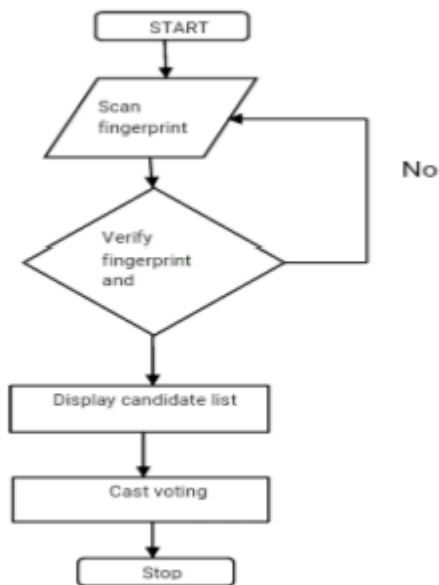 START
Scan
fingerprint
No
Verify
fingerprint
and
Display candidate list
Cast voting
Stop